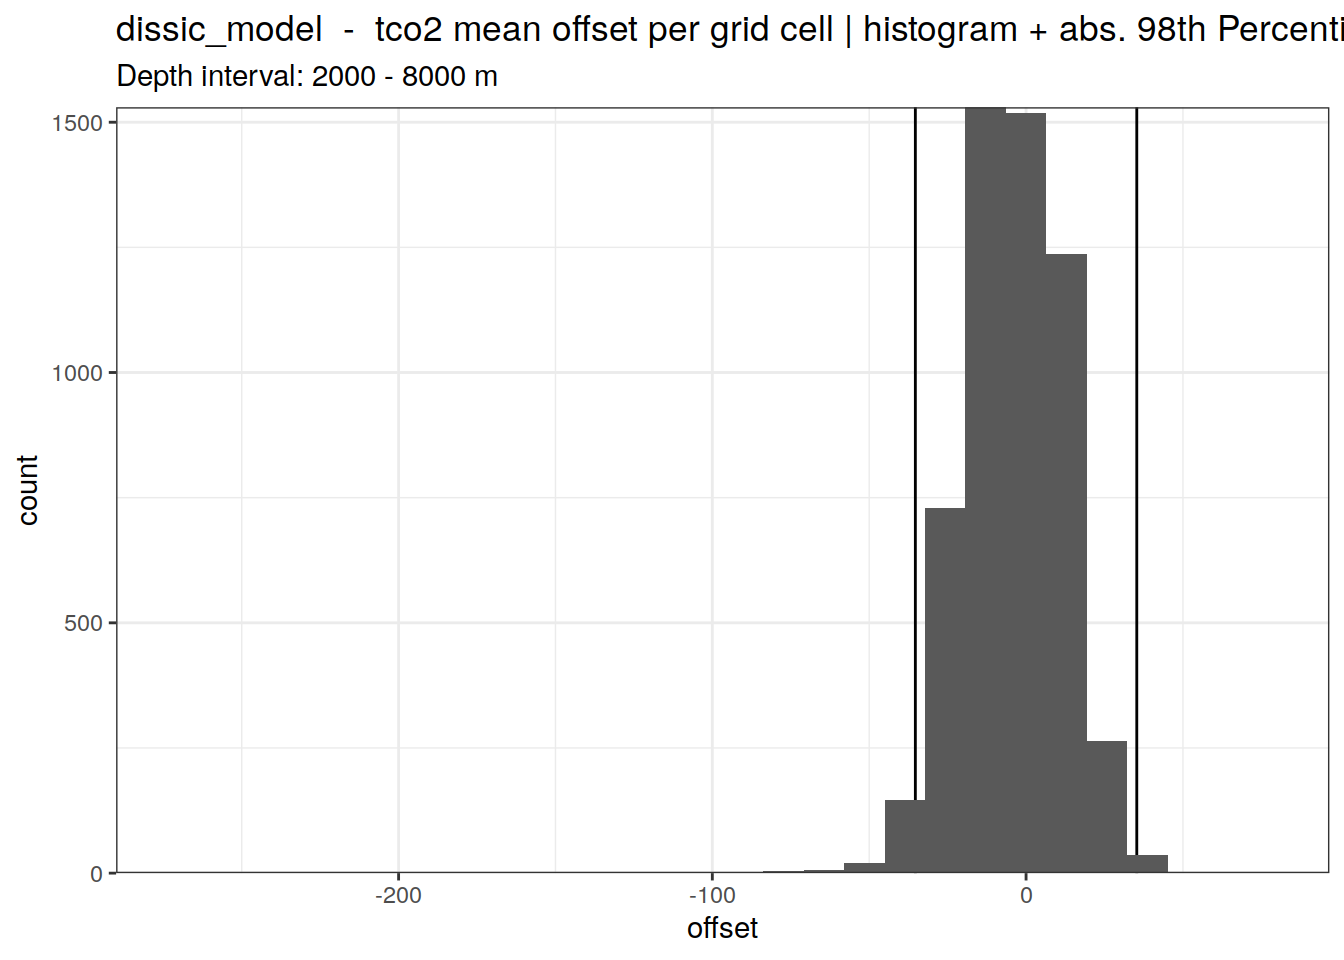 dissic_model - tco2 mean offset per grid cell | histogram + abs. 98th Percenti
Depth interval: 2000 - 8000 m
1500
1000
500
0
count
-200
-100
0
offset